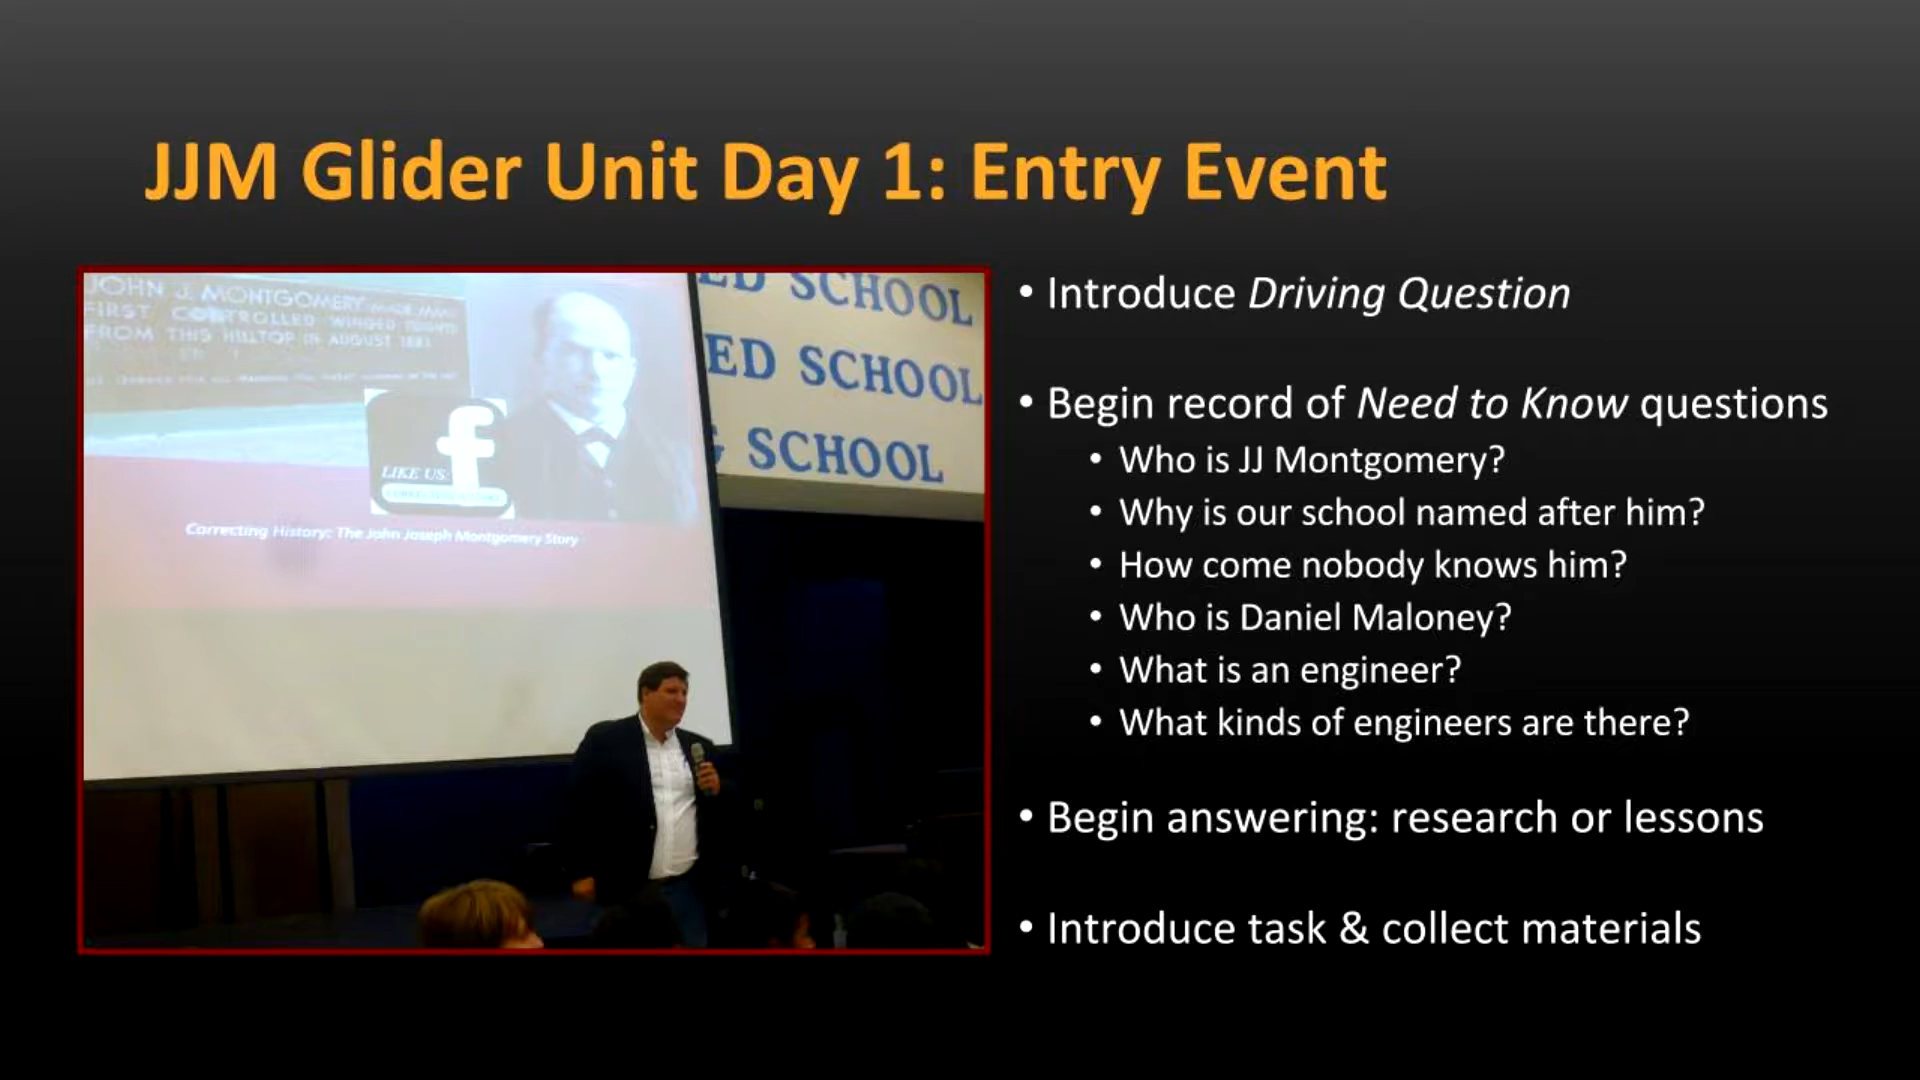 JJM Glider Unit Day 1: Entry Event
JOHN J. MONTGOMERY MADE
FIRST CONTROLLED WINGED FLIGHTS
FROM THIS HILLTOP IN AUGUST 1883
LIKE US:
Correcting History: The John Joseph Montgomery Story
ED SCHOOL
ED SCHOOL
G SCHOOL
• Introduce Driving Question
• Begin record of Need to Know questions
• Who is JJ Montgomery?
• Why is our school named after him?
• How come nobody knows him?
• Who is Daniel Maloney?
• What is an engineer?
• What kinds of engineers are there?
• Begin answering: research or lessons
• Introduce task & collect materials